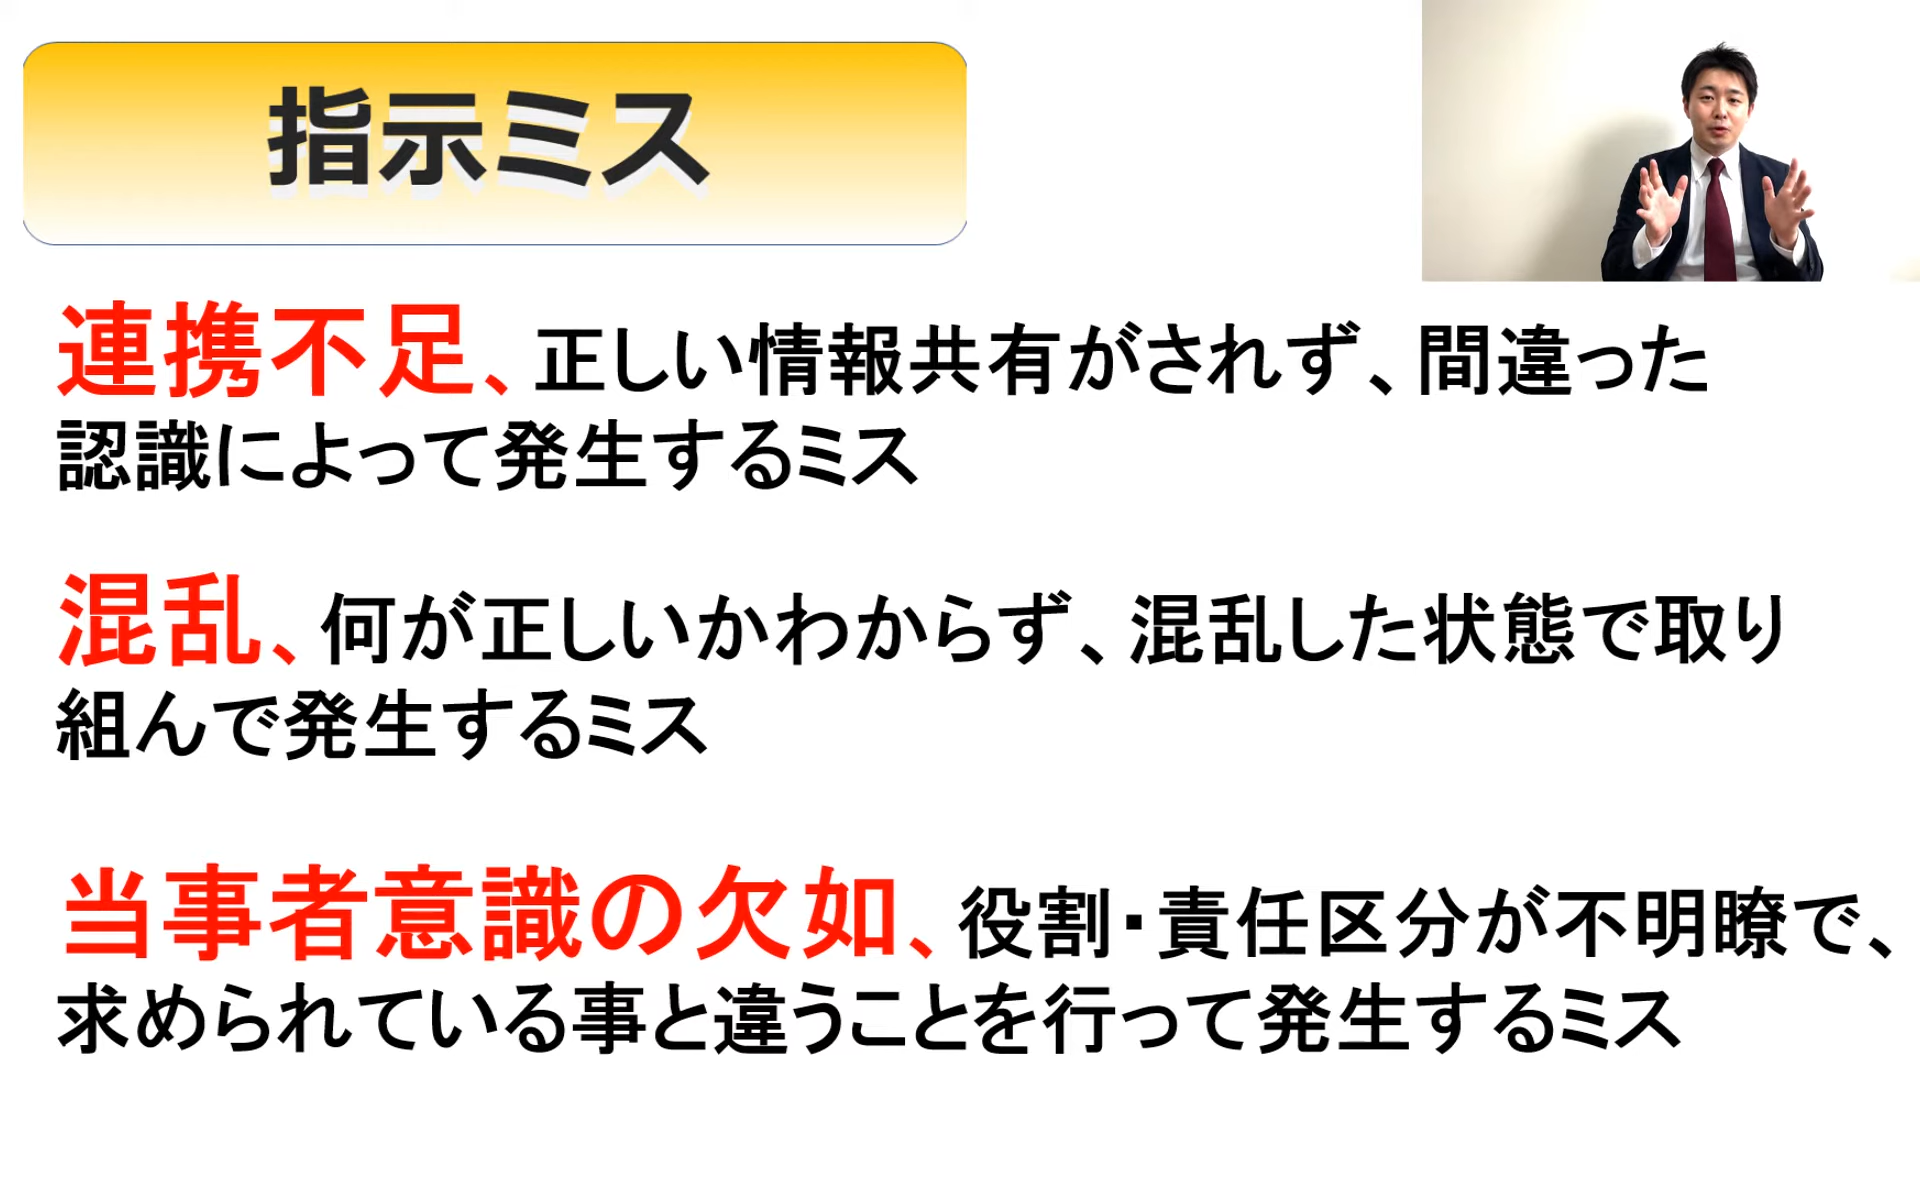 指示ミス
連携不足、正しい情報共有がされず、間違った
認識によって発生するミス
混乱、何が正しいかわからず、混乱した状態で取り
組んで発生するミス
当事者意識の欠如、役割・責任区分が不明瞭で、
求められている事と違うことを行って発生するミス